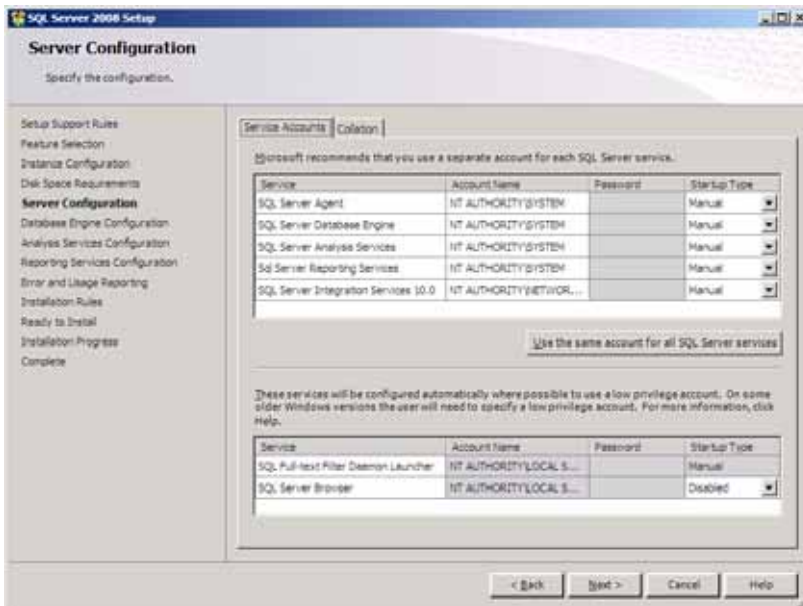 SQL Server 2008 Setup
Server Configuration
Specify the configuration.
Setup Support Rules
Feature Selection
Instance Configuration
Disk Space Requirements
Server Configuration
Database Engine Configuration
Analysis Services Configuration
Reporting Services Configuration
Error and Usage Reporting
Installation Rules
Ready to Install
Installation Progress
Complete
Service Accounts Collation
Microsoft recommends that you use a separate account for each SQL Server service.
Service Account Name Password Startup Type
SQL Server Agent NT AUTHORITY\SYSTEM Manual
SQL Server Database Engine NT AUTHORITY\SYSTEM Manual
SQL Server Analysis Services NT AUTHORITY\SYSTEM Manual
Sql Server Reporting Services NT AUTHORITY\SYSTEM Manual
SQL Server Integration Services 10.0 NT AUTHORITY\NETWOR... Manual
Use the same account for all SQL Server services
These services will be configured automatically where possible to use a low privilege account. On some
older Windows versions the user will need to specify a low privilege account. For more information, click
Help.
Service Account Name Password Startup Type
SQL Full-text Filter Daemon Launcher NT AUTHORITY\LOCAL S... Manual
SQL Server Browser NT AUTHORITY\LOCAL S... Disabled
< Back Next > Cancel Help